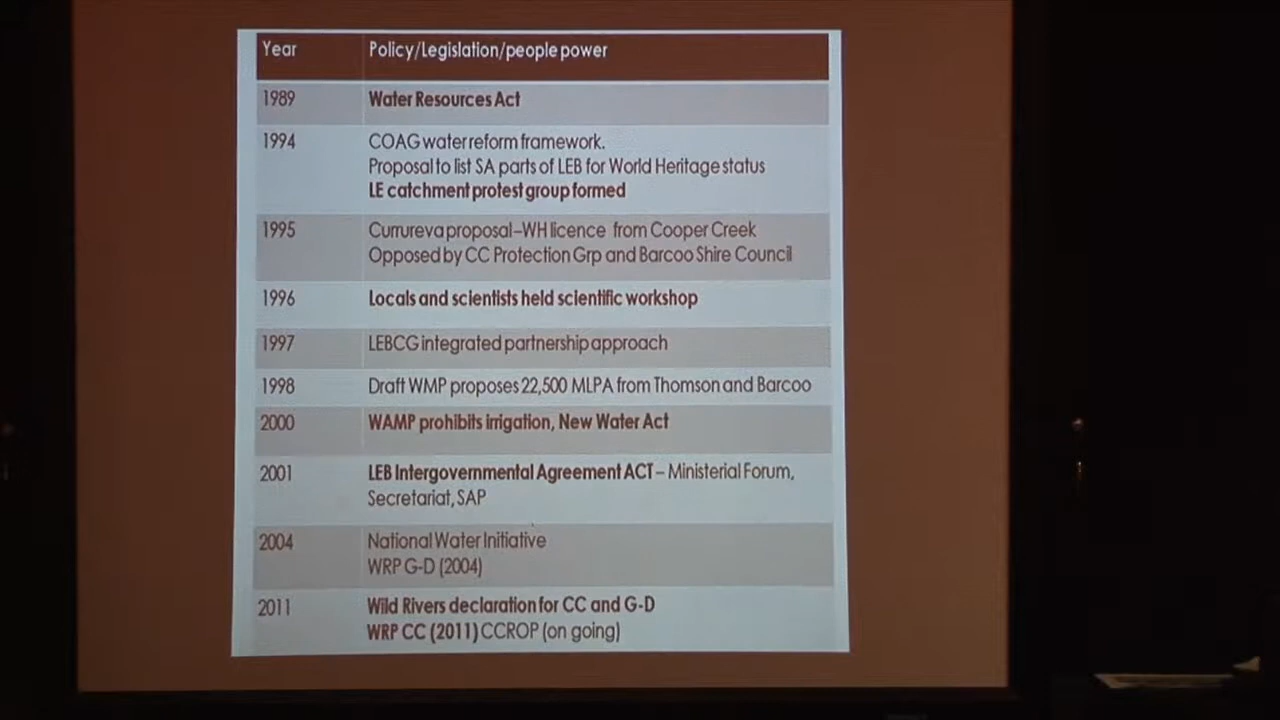 Year Policy/Legislation/people power
1989 Water Resources Act
1994 COAG water reform framework.
Proposal to list SA parts of LEB for World Heritage status
LE catchment protest group formed
1995 Currureva proposal–WH licence from Cooper Creek
Opposed by CC Protection Grp and Barcoo Shire Council
1996 Locals and scientists held scientific workshop
1997 LEBCG integrated partnership approach
1998 Draft WMP proposes 22,500 MLPA from Thomson and Barcoo
2000 WAMP prohibits irrigation, New Water Act
2001 LEB Intergovernmental Agreement ACT – Ministerial Forum,
Secretariat, SAP
2004 National Water Initiative
WRP G-D (2004)
2011 Wild Rivers declaration for CC and G-D
WRP CC (2011) CCROP (on going)